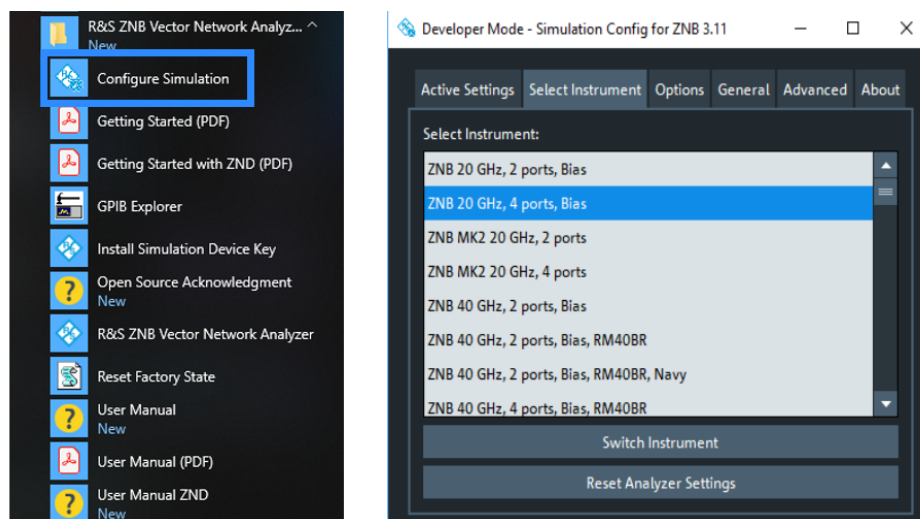 R&S ZNB Vector Network Analyz...
New
Configure Simulation
Getting Started (PDF)
Getting Started with ZND (PDF)
GPIB Explorer
Install Simulation Device Key
Open Source Acknowledgment
New
R&S ZNB Vector Network Analyzer
Reset Factory State
User Manual
New
User Manual (PDF)
User Manual ZND
New
Developer Mode - Simulation Config for ZNB 3.11
Active Settings
Select Instrument
Options
General
Advanced
About
Select Instrument:
ZNB 20 GHz, 2 ports, Bias
ZNB 20 GHz, 4 ports, Bias
ZNB MK2 20 GHz, 2 ports
ZNB MK2 20 GHz, 4 ports
ZNB 40 GHz, 2 ports, Bias
ZNB 40 GHz, 2 ports, Bias, RM40BR
ZNB 40 GHz, 2 ports, Bias, RM40BR, Navy
ZNB 40 GHz, 4 ports, Bias, RM40BR
Switch Instrument
Reset Analyzer Settings